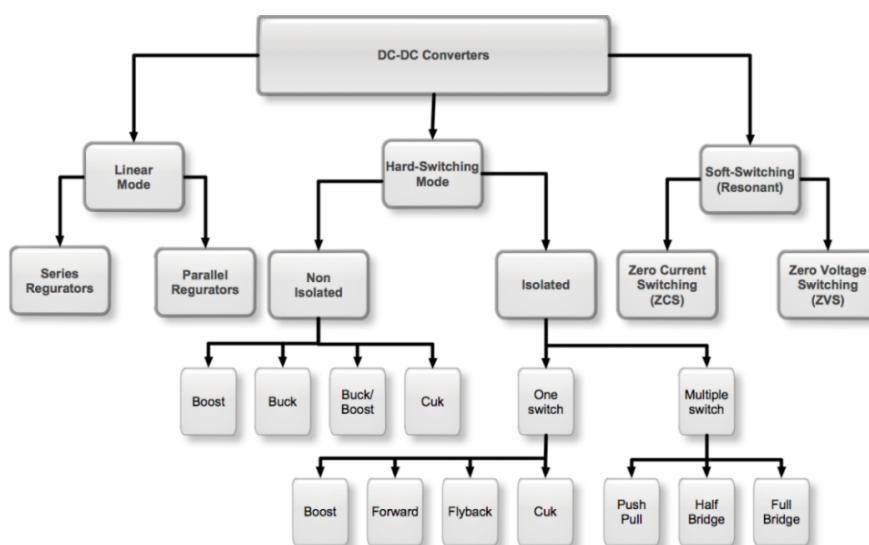 DC-DC Converters
Linear
Mode
Hard-Switching
Mode
Soft-Switching
(Resonant)
Series
Regurators
Parallel
Regurators
Non
Isolated
Isolated
Zero Current
Switching
(ZCS)
Zero Voltage
Switching
(ZVS)
Boost
Buck
Buck/
Boost
Cuk
One
switch
Multiple
switch
Boost
Forward
Flyback
Cuk
Push
Pull
Half
Bridge
Full
Bridge